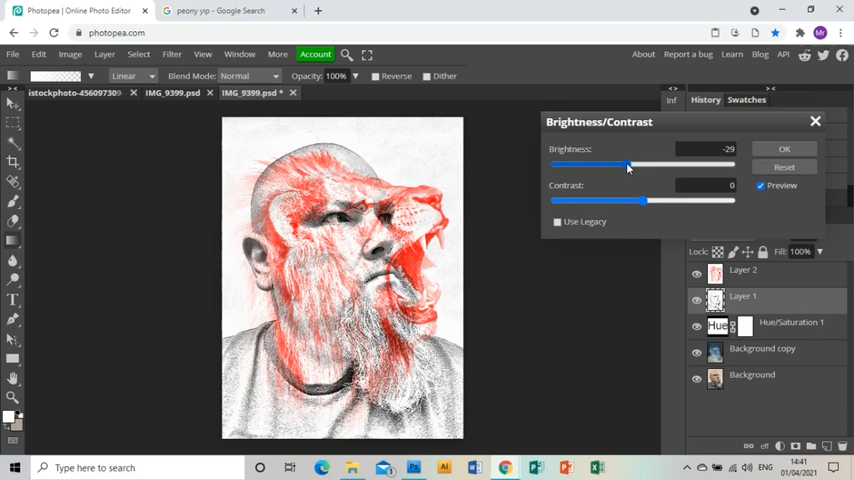 Photopea | Online Photo Editor
peony yip - Google Search
photopea.com
Mr
File Edit Image Layer Select Filter View Window More Account
About Report a bug Learn Blog API
Linear Blend Mode: Normal Opacity: 100% Reverse Dither
istockphoto-45609730 IMG_9399.psd IMG_9399.psd *
Inf History Swatches
Brightness/Contrast
Brightness: -29 OK
Reset
Contrast: 0 Preview
Use Legacy
Lock: Fill: 100%
Layer 2
Layer 1
Hue Hue/Saturation 1
Background copy
Background
eff
Type here to search
ENG
14:41
01/04/2021